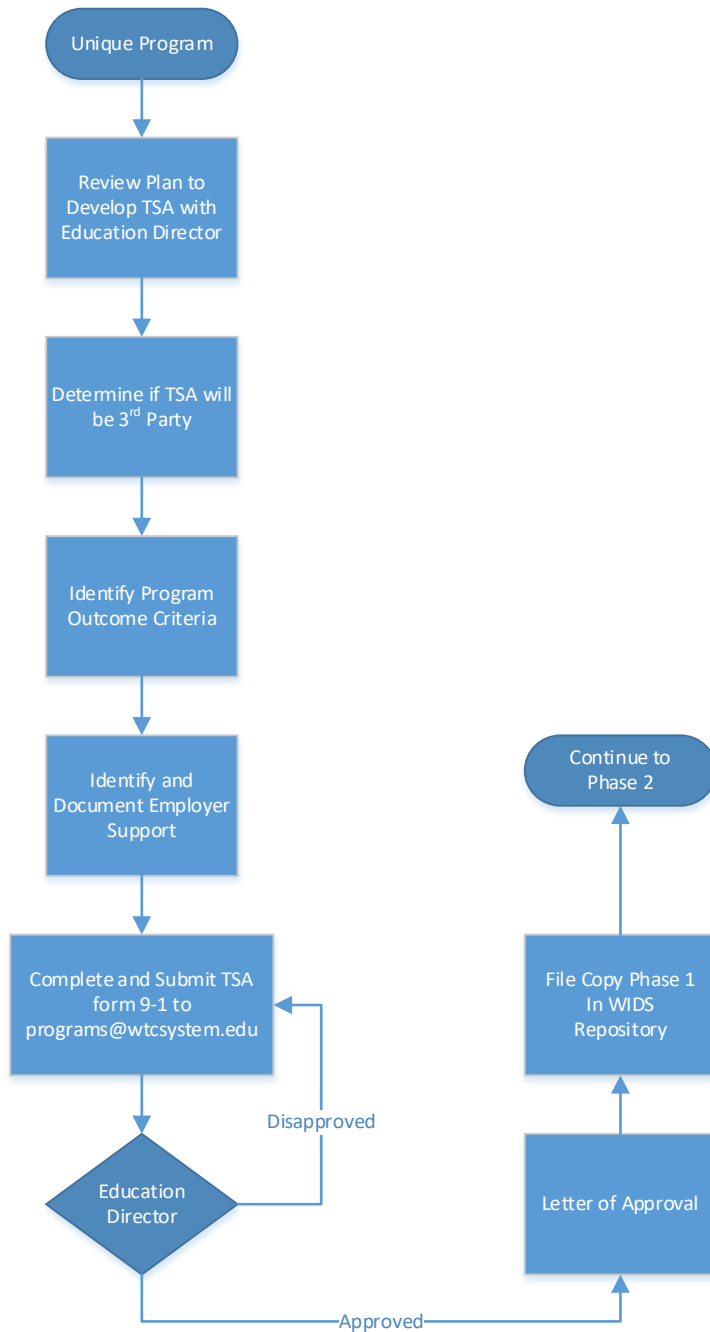 Unique Program
Review Plan to
Develop TSA with
Education Director
Determine if TSA will
be 3rd Party
Identify Program
Outcome Criteria
Identify and
Document Employer
Support
Complete and Submit TSA
form 9-1 to
programs@wtcsystem.edu
Disapproved
Education
Director
Approved
Letter of Approval
File Copy Phase 1
In WIDS
Repository
Continue to
Phase 2